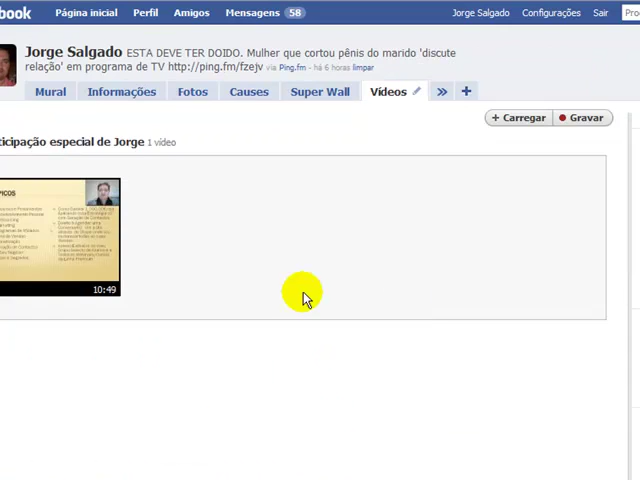 book Página inicial Perfil Amigos Mensagens 58 Jorge Salgado Configurações Sair Pro
Jorge Salgado ESTA DEVE TER DOIDO. Mulher que cortou pênis do marido 'discute
relação' em programa de TV http://ping.fm/fzejv via Ping.fm - há 6 horas limpar
Mural Informações Fotos Causes Super Wall Vídeos » +
+ Carregar Gravar
ticipação especial de Jorge 1 vídeo
PICOS
10:49